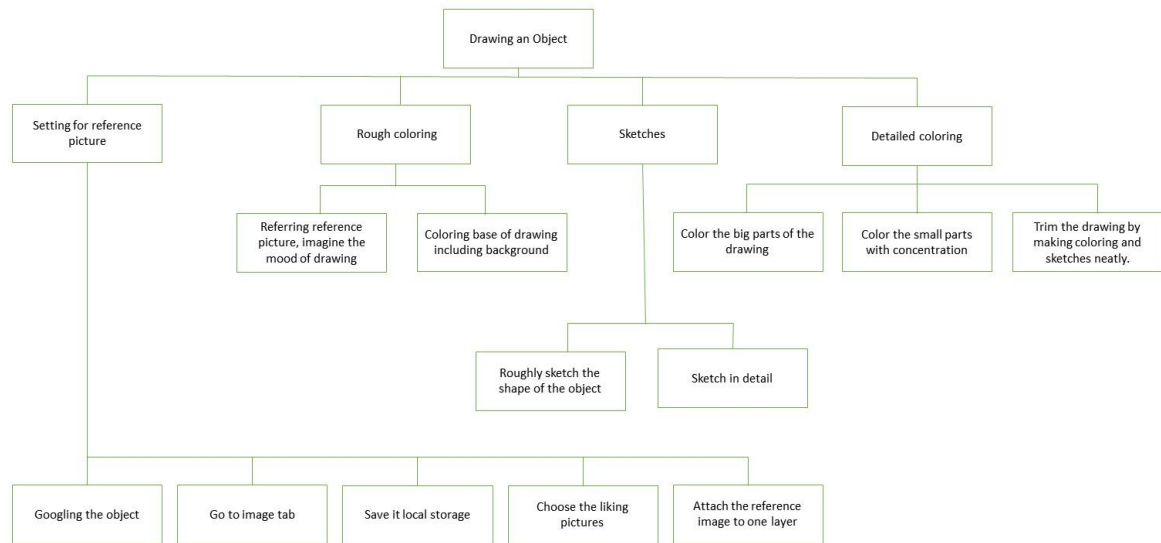 Drawing an Object
Setting for reference
picture
Rough coloring
Sketches
Detailed coloring
Referring reference
picture, imagine the
mood of drawing
Coloring base of drawing
including background
Color the big parts of the
drawing
Color the small parts
with concentration
Trim the drawing by
making coloring and
sketches neatly.
Roughly sketch the
shape of the object
Sketch in detail
Googling the object
Go to image tab
Save it local storage
Choose the liking
pictures
Attach the reference
image to one layer